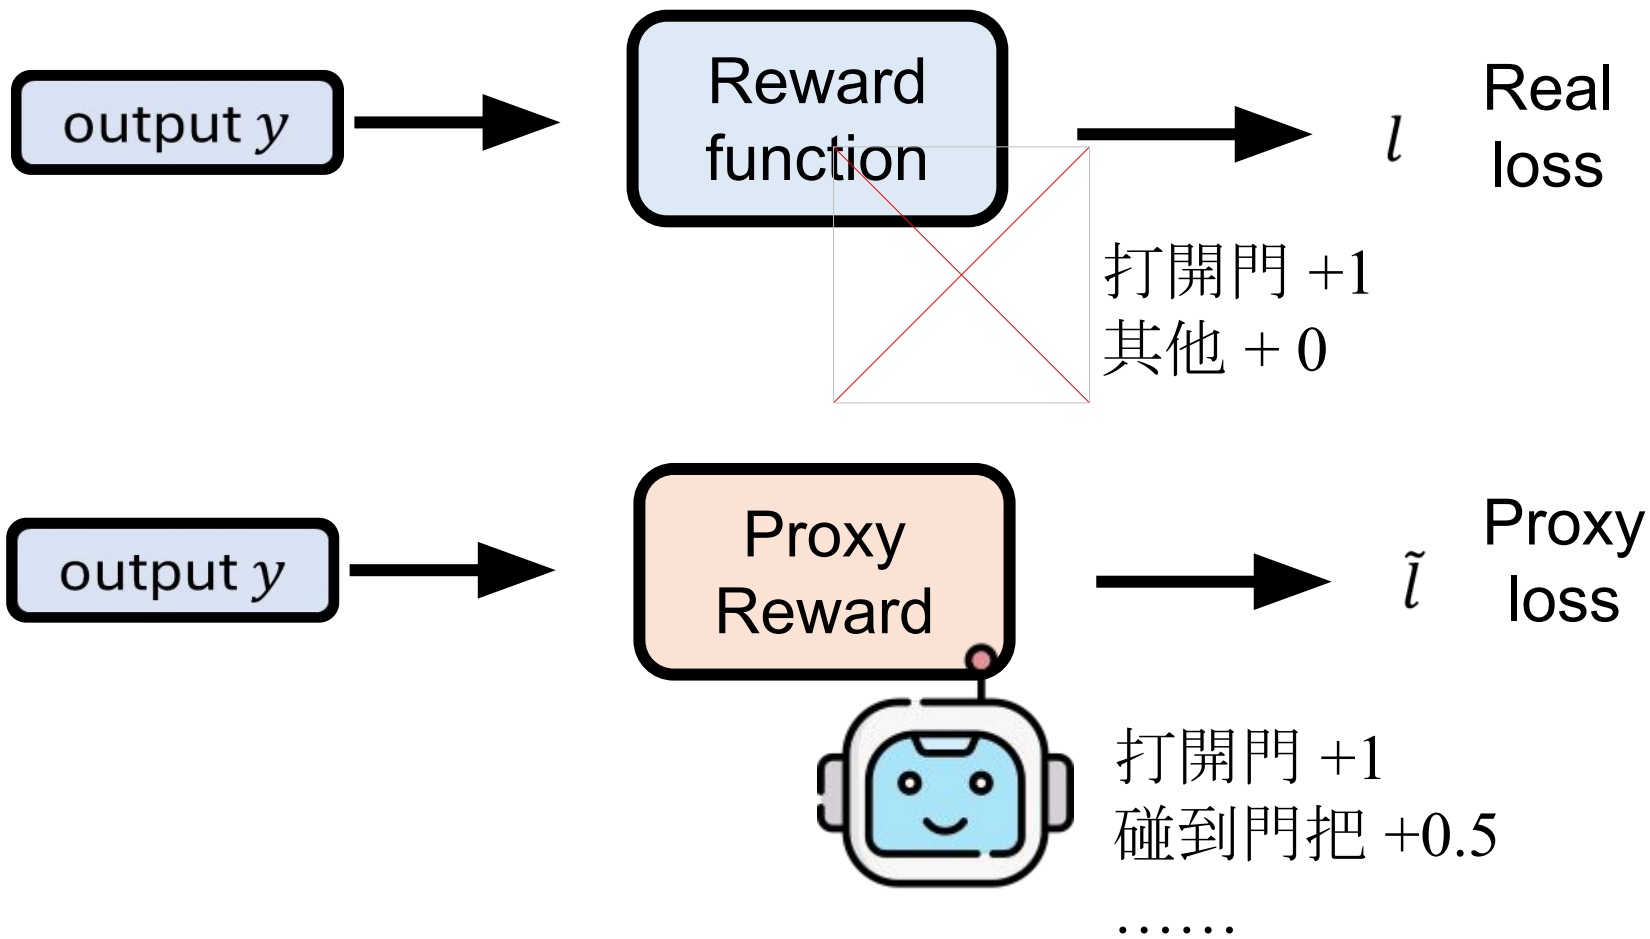 output y
Reward
function
l
Real
loss
打開門 +1
其他 + 0
output y
Proxy
Reward
l̃
Proxy
loss
打開門 +1
碰到門把 +0.5
……